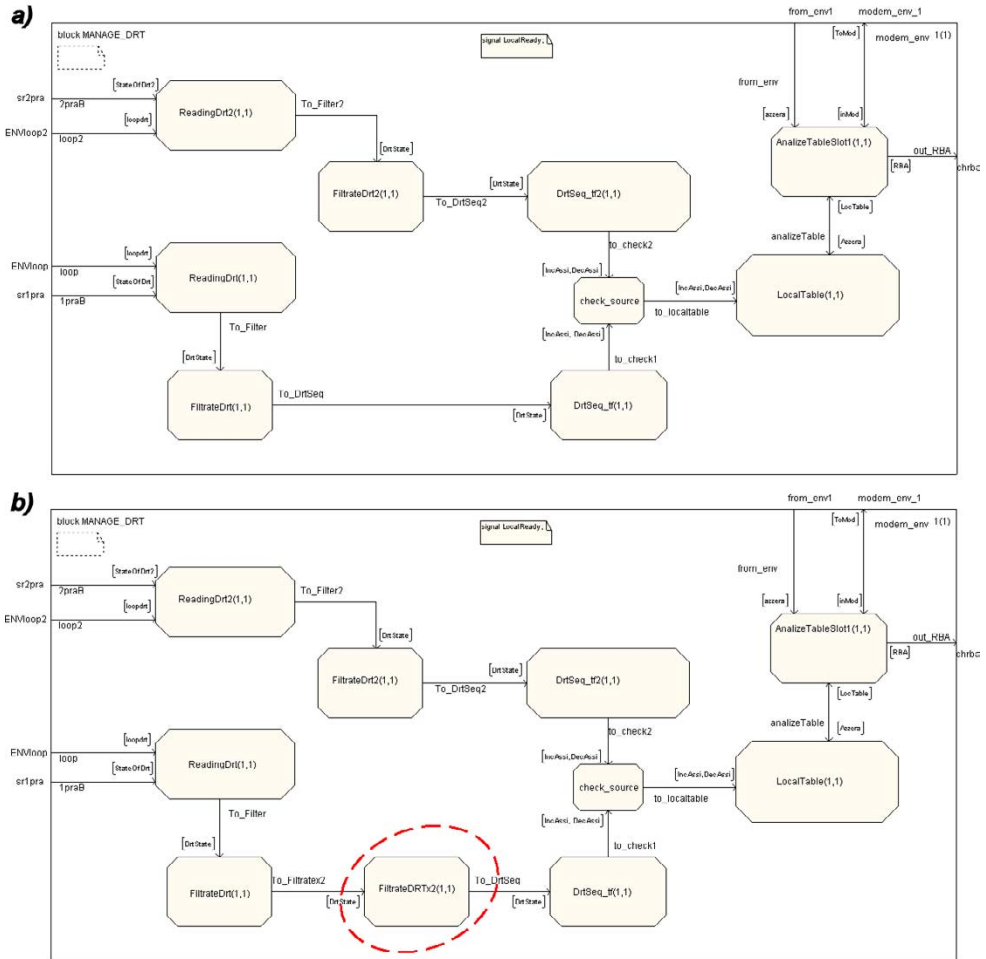 a)
from_env1
modem_env_1
block MANAGE_DRT
signal LocalReady;
[ToMod]
modem_env
1(1)
[StateOfDrt2]
sr2pra
2praB
ReadingDrt2(1,1)
To_Filter2
from_env
[loopdrt]
ENVloop2
loop2
[azzera]
[inMod]
[DrtState]
AnalizeTableSlot1(1,1)
out_RBA
[RBA]
FiltrateDrt2(1,1)
To_DrtSeq2
[DrtState]
DrtSeq_tf2(1,1)
[LocTable]
analizeTable
[Azzera]
to_check2
[loopdrt]
ENVloop
loop
[StateOfDrt]
sr1pra
1praB
ReadingDrt(1,1)
[IncAssi,DecAssi]
check_source
[IncAssi,DecAssi]
to_localtable
LocalTable(1,1)
To_Filter
[IncAssi, DecAssi]
to_check1
[DrtState]
FiltrateDrt(1,1)
To_DrtSeq
[DrtState]
DrtSeq_tf(1,1)
b)
from_env1
modem_env_1
block MANAGE_DRT
signal LocalReady;
[ToMod]
modem_env
1(1)
[StateOfDrt2]
sr2pra
2praB
ReadingDrt2(1,1)
To_Filter2
from_env
[loopdrt]
ENVloop2
loop2
[azzera]
[inMod]
[DrtState]
AnalizeTableSlot1(1,1)
out_RBA
[RBA]
FiltrateDrt2(1,1)
To_DrtSeq2
[DrtState]
DrtSeq_tf2(1,1)
[LocTable]
analizeTable
[Azzera]
to_check2
[loopdrt]
ENVloop
loop
[StateOfDrt]
sr1pra
1praB
ReadingDrt(1,1)
[IncAssi,DecAssi]
check_source
[IncAssi,DecAssi]
to_localtable
LocalTable(1,1)
To_Filter
[IncAssi, DecAssi]
to_check1
[DrtState]
FiltrateDrt(1,1)
To_Filtratex2
[DrtState]
FiltrateDRTx2(1,1)
To_DrtSeq
[DrtState]
DrtSeq_tf(1,1)